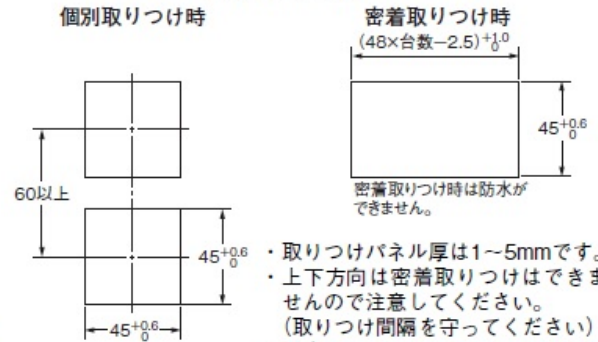 個別取りつけ時
60以上
45+0.6 0
45+0.6 0
密着取りつけ時
(48×台数−2.5)+1.0 0
45+0.6 0
密着取りつけ時は防水が
できません。
・取りつけパネル厚は1〜5mmです。
・上下方向は密着取りつけはできま
せんので注意してください。
(取りつけ間隔を守ってください)